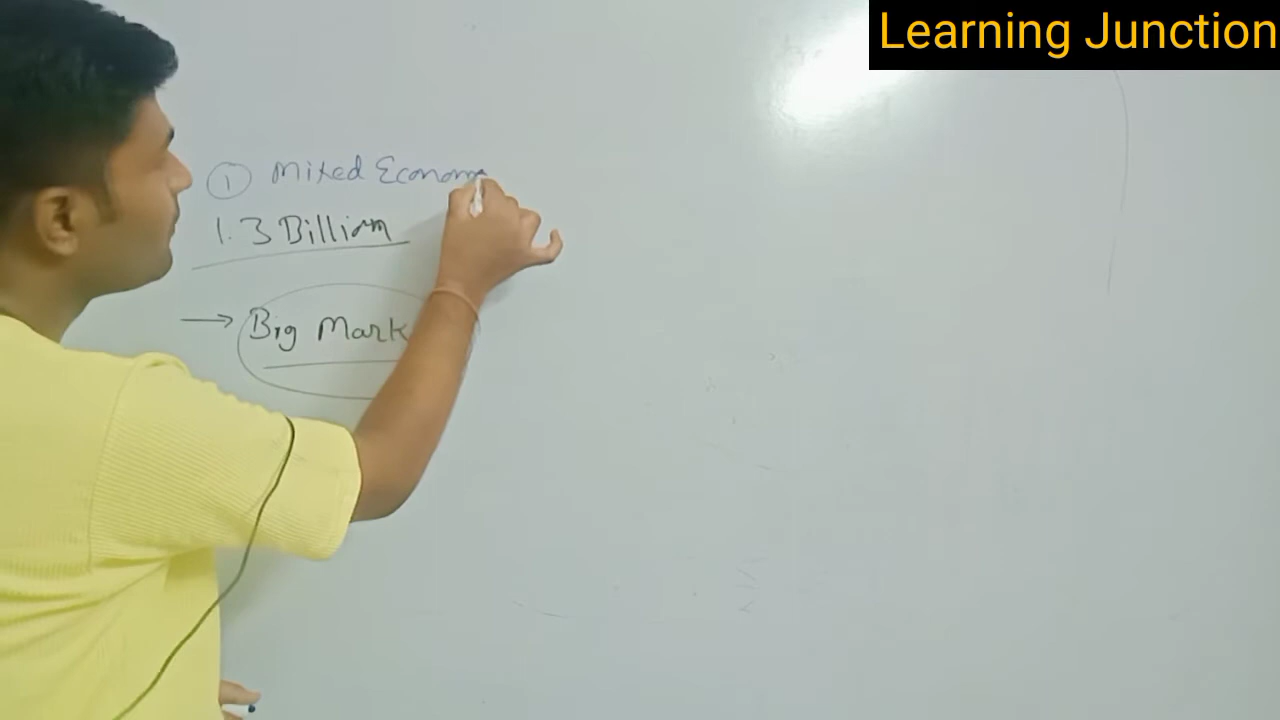 Learning Junction
① Mixed Econom
1.3 Billion
→ Big Mark